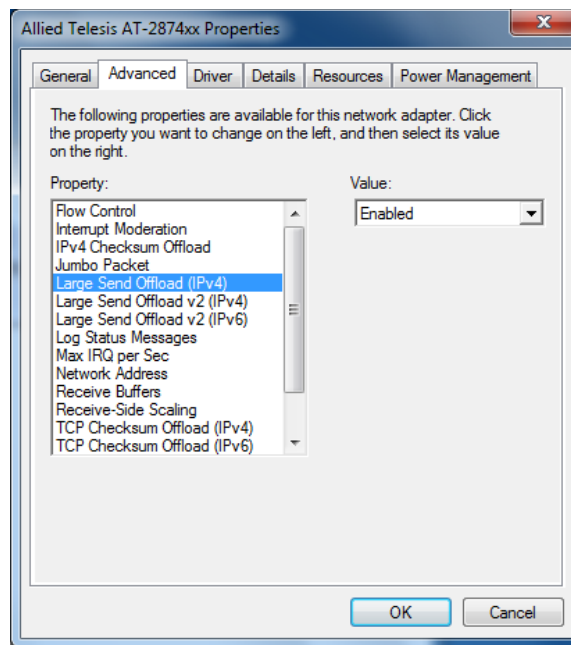 Allied Telesis AT-2874xx Properties
General Advanced Driver Details Resources Power Management
The following properties are available for this network adapter. Click
the property you want to change on the left, and then select its value
on the right.
Property:
Value:
Flow Control
Interrupt Moderation
IPv4 Checksum Offload
Jumbo Packet
Large Send Offload (IPv4)
Large Send Offload v2 (IPv4)
Large Send Offload v2 (IPv6)
Log Status Messages
Max IRQ per Sec
Network Address
Receive Buffers
Receive-Side Scaling
TCP Checksum Offload (IPv4)
TCP Checksum Offload (IPv6)
Enabled
OK Cancel